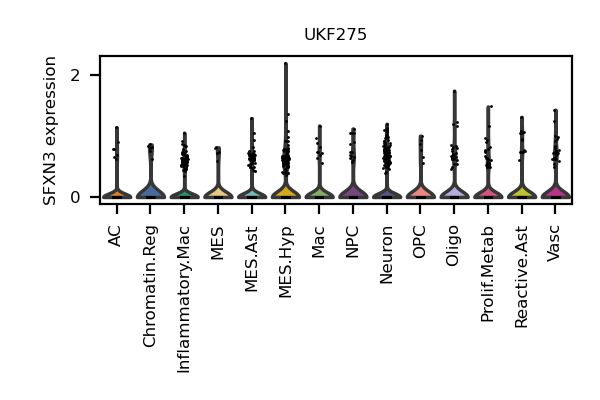 UKF275
SFXN3 expression
2
0
AC
Chromatin.Reg
Inflammatory.Mac
MES
MES.Ast
MES.Hyp
Mac
NPC
Neuron
OPC
Oligo
Prolif.Metab
Reactive.Ast
Vasc